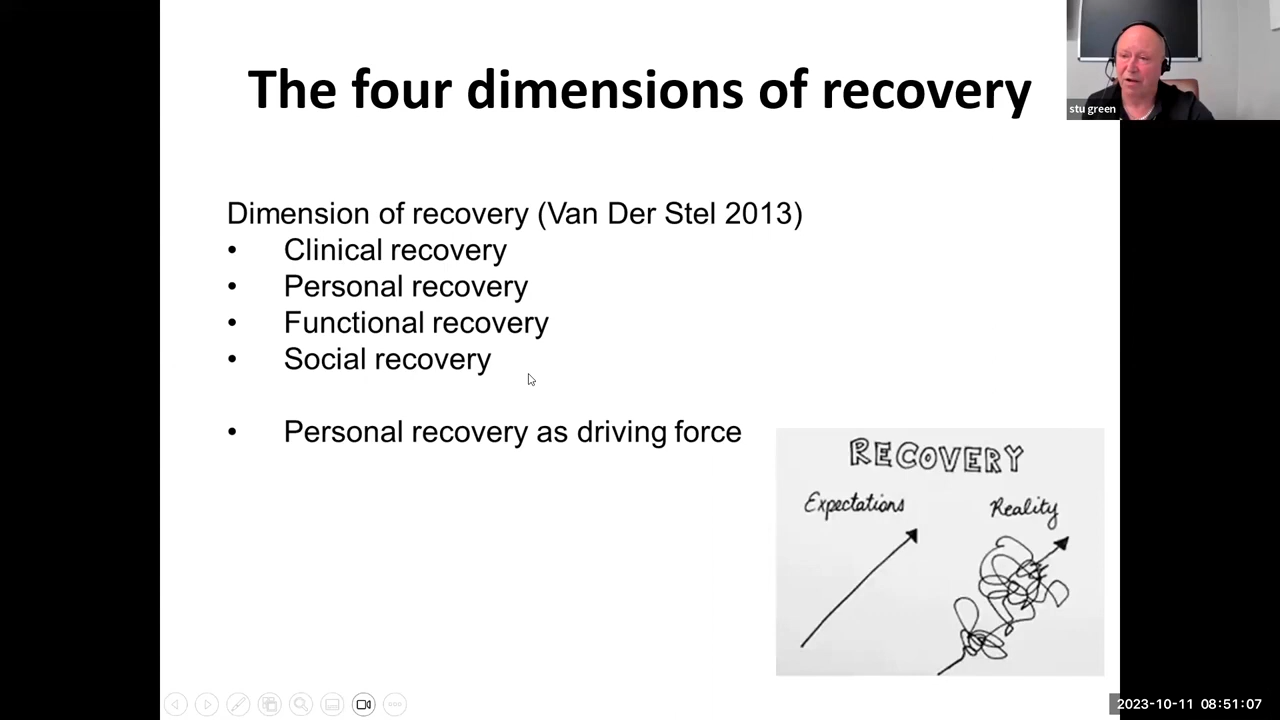 The four dimensions of recovery
stu green
Dimension of recovery (Van Der Stel 2013)
• Clinical recovery
• Personal recovery
• Functional recovery
• Social recovery
• Personal recovery as driving force
RECOVERY
Expectations Reality
2023-10-11 08:51:07